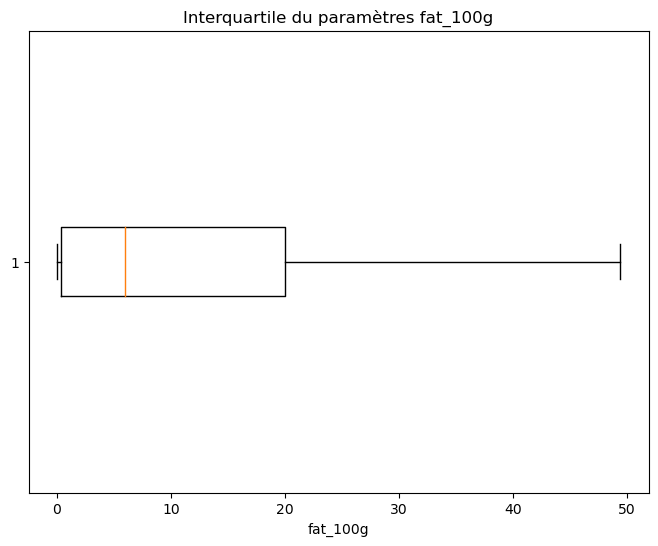 Interquartile du paramètres fat_100g
1
0 10 20 30 40 50
fat_100g